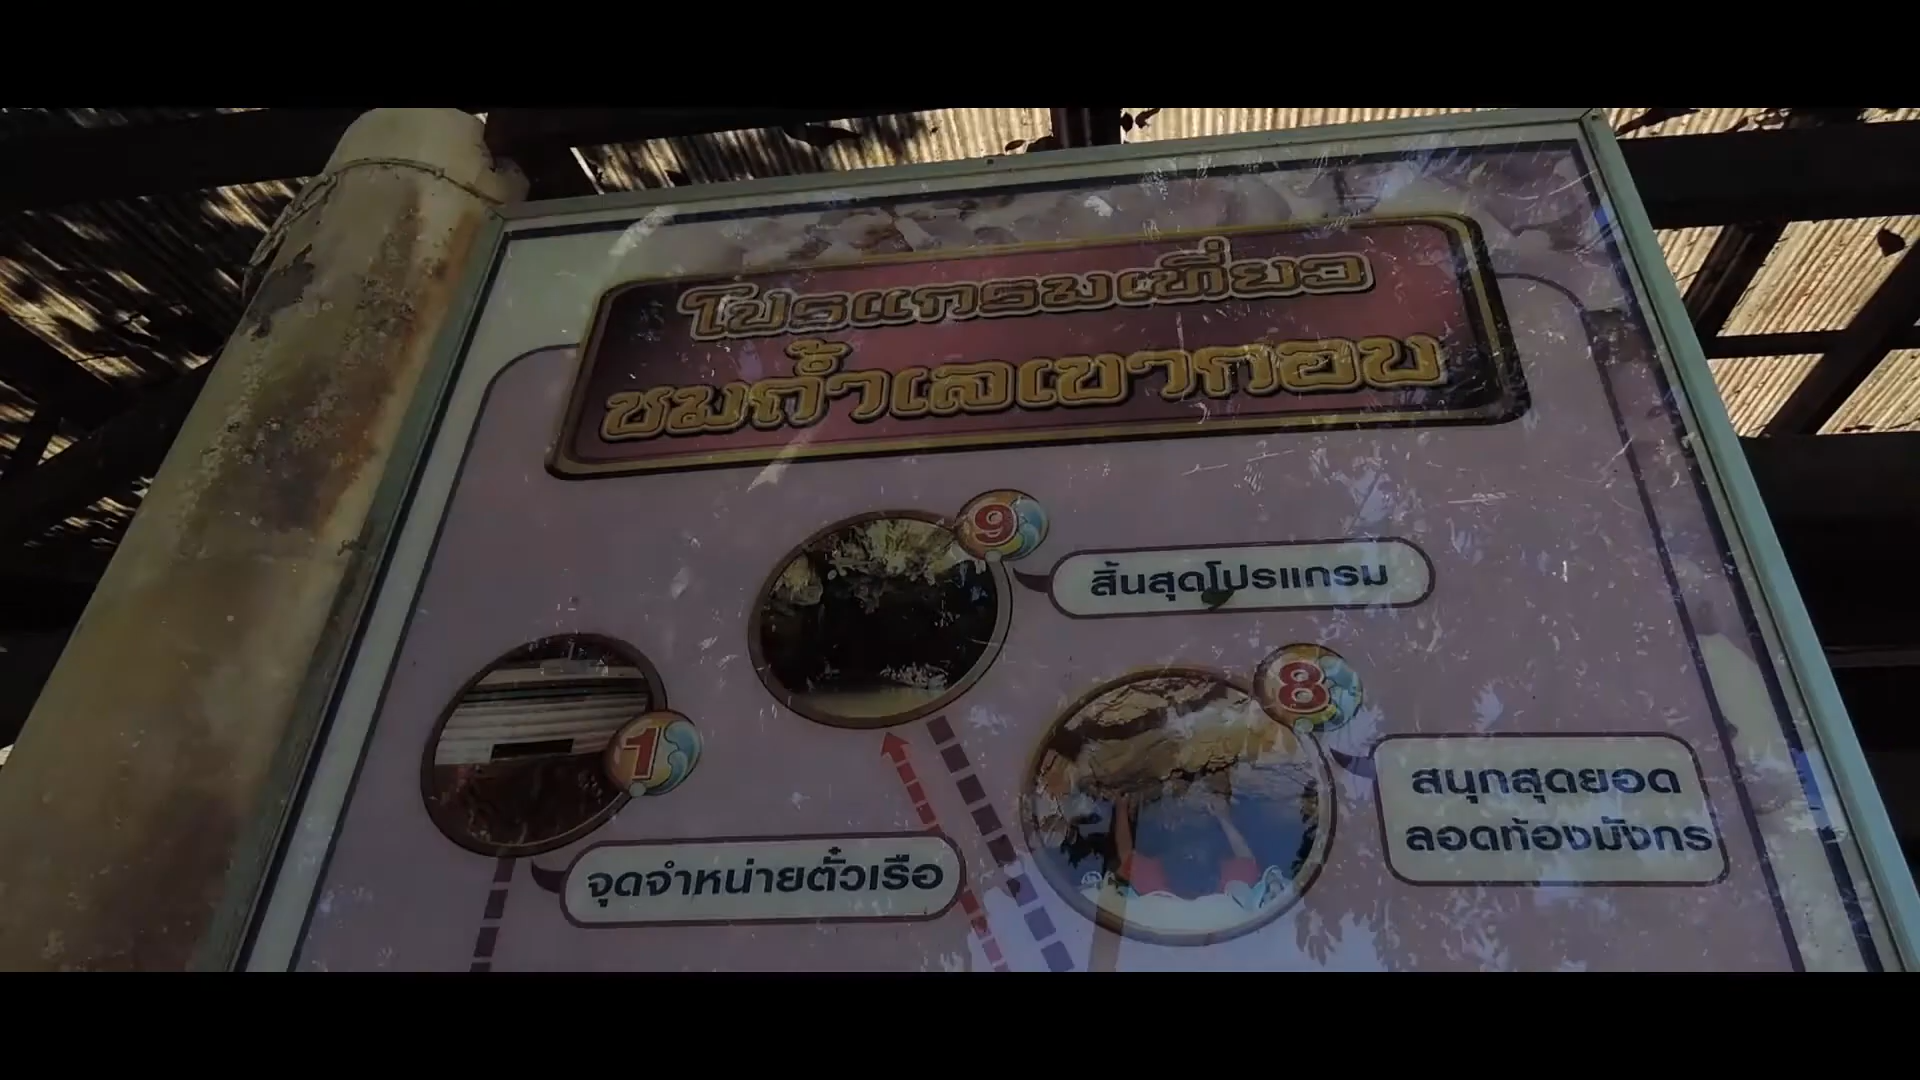 โปรแกรมเที่ยว
ชมถ้ำเลเขากอบ
9
สิ้นสุดโปรแกรม
8
สนุกสุดยอด
ลอดท้องมังกร
1
จุดจำหน่ายตั๋วเรือ